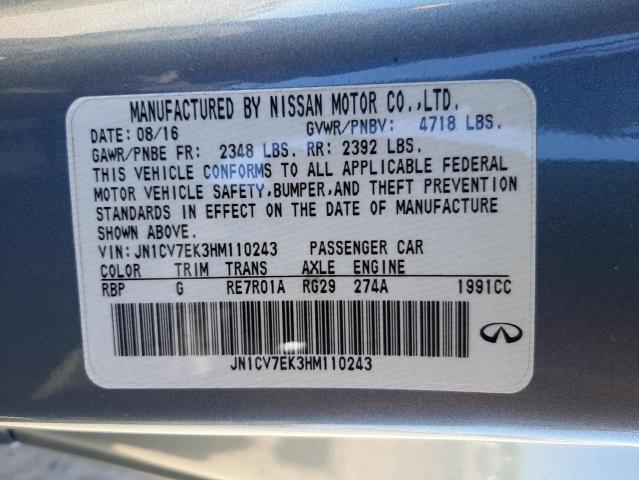 MANUFACTURED BY NISSAN MOTOR CO.,LTD.
DATE: 08/16 GVWR/PNBV: 4718 LBS.
GAWR/PNBE FR: 2348 LBS. RR: 2392 LBS.
THIS VEHICLE CONFORMS TO ALL APPLICABLE FEDERAL
MOTOR VEHICLE SAFETY,BUMPER,AND THEFT PREVENTION
STANDARDS IN EFFECT ON THE DATE OF MANUFACTURE
SHOWN ABOVE.
VIN: JN1CV7EK3HM110243 PASSENGER CAR
COLOR TRIM TRANS AXLE ENGINE
RBP G RE7R01A RG29 274A 1991CC
JN1CV7EK3HM110243